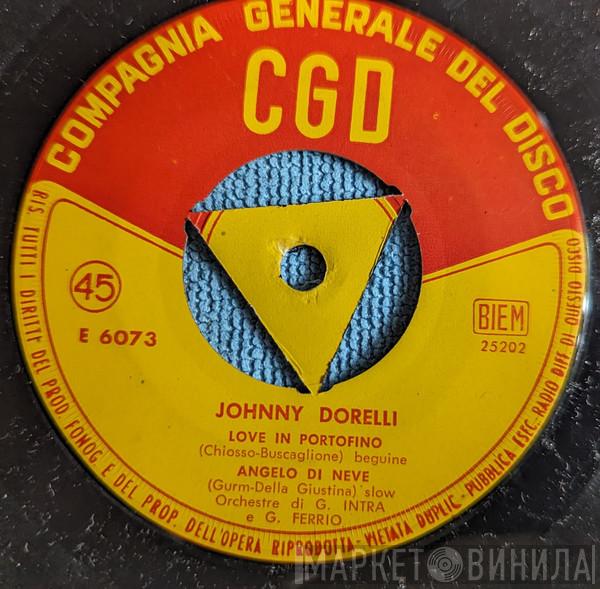 COMPAGNIA GENERALE DEL DISCO
CGD
45
E 6073
BIEM
25202
JOHNNY DORELLI
LOVE IN PORTOFINO
(Chiosso-Buscaglione) beguine
ANGELO DI NEVE
(Gurm-Della Giustina) slow
Orchestre di G. INTRA
e G. FERRIO
RIS. TUTTI I DIRITTI DEL PROD. FONOG. E DEL PROP. DELL'OPERA RIPRODOTTA - VIETATA DUPLIC. - PUBBLICA ESEC. RADIO DIFF. DI QUESTO DISCO
МАРКЕТ ВИНИЛА